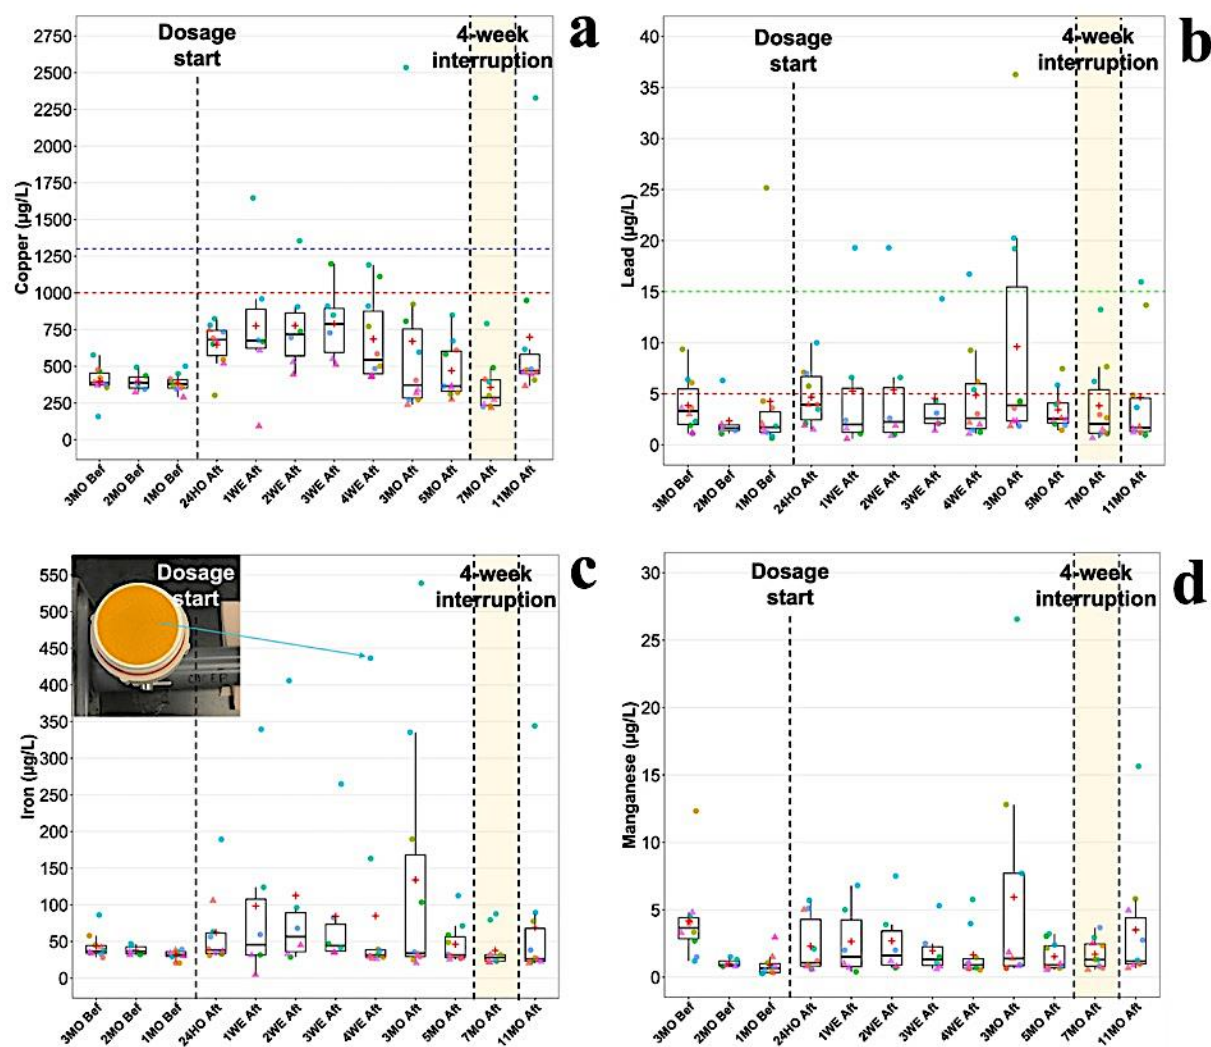 a
Dosage
start
4-week
interruption
2750
2500
2250
2000
1750
1500
1250
1000
750
500
250
0
Copper (µg/L)
3MO Bef
2MO Bef
1MO Bef
24HO Aft
1WE Aft
2WE Aft
3WE Aft
4WE Aft
3MO Aft
5MO Aft
7MO Aft
11MO Aft
b
Dosage
start
4-week
interruption
40
35
30
25
20
15
10
5
0
Lead (µg/L)
3MO Bef
2MO Bef
1MO Bef
24HO Aft
1WE Aft
2WE Aft
3WE Aft
4WE Aft
3MO Aft
5MO Aft
7MO Aft
11MO Aft
c
Dosage
start
4-week
interruption
550
500
450
400
350
300
250
200
150
100
50
0
Iron (µg/L)
3MO Bef
2MO Bef
1MO Bef
24HO Aft
1WE Aft
2WE Aft
3WE Aft
4WE Aft
3MO Aft
5MO Aft
7MO Aft
11MO Aft
d
Dosage
start
4-week
interruption
30
25
20
15
10
5
0
Manganese (µg/L)
3MO Bef
2MO Bef
1MO Bef
24HO Aft
1WE Aft
2WE Aft
3WE Aft
4WE Aft
3MO Aft
5MO Aft
7MO Aft
11MO Aft